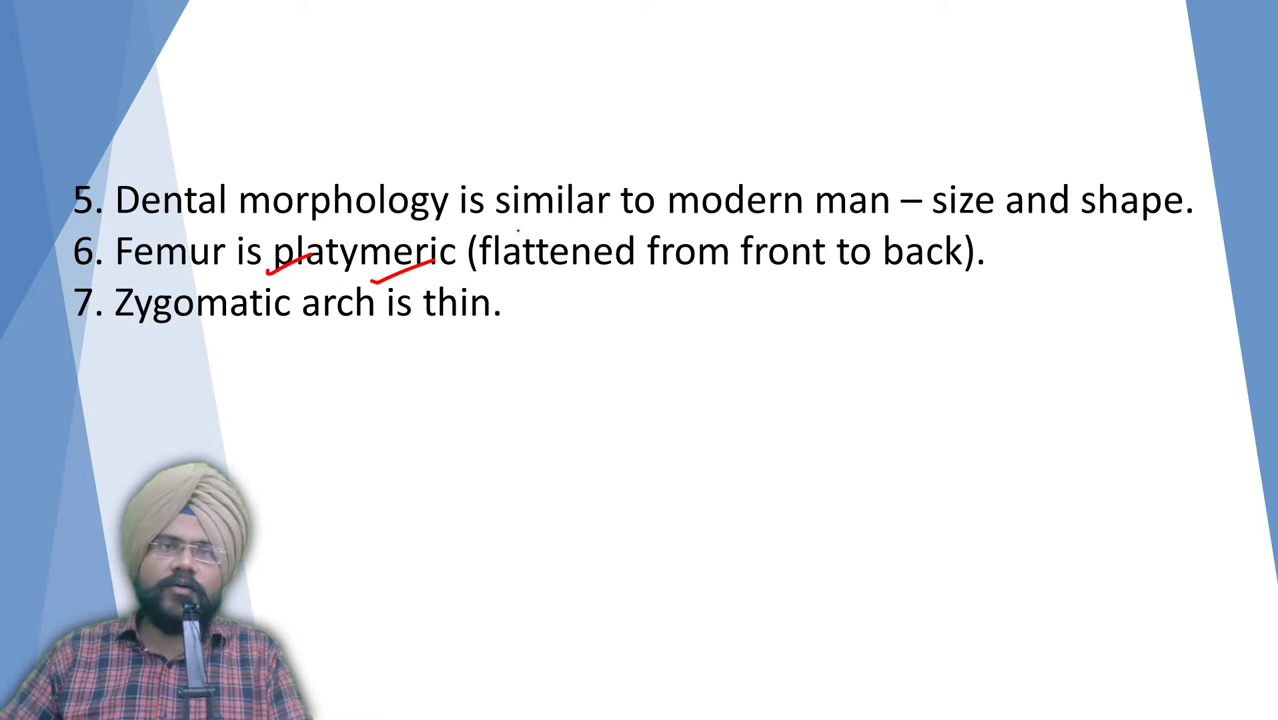 5. Dental morphology is similar to modern man – size and shape.
6. Femur is platymeric (flattened from front to back).
7. Zygomatic arch is thin.